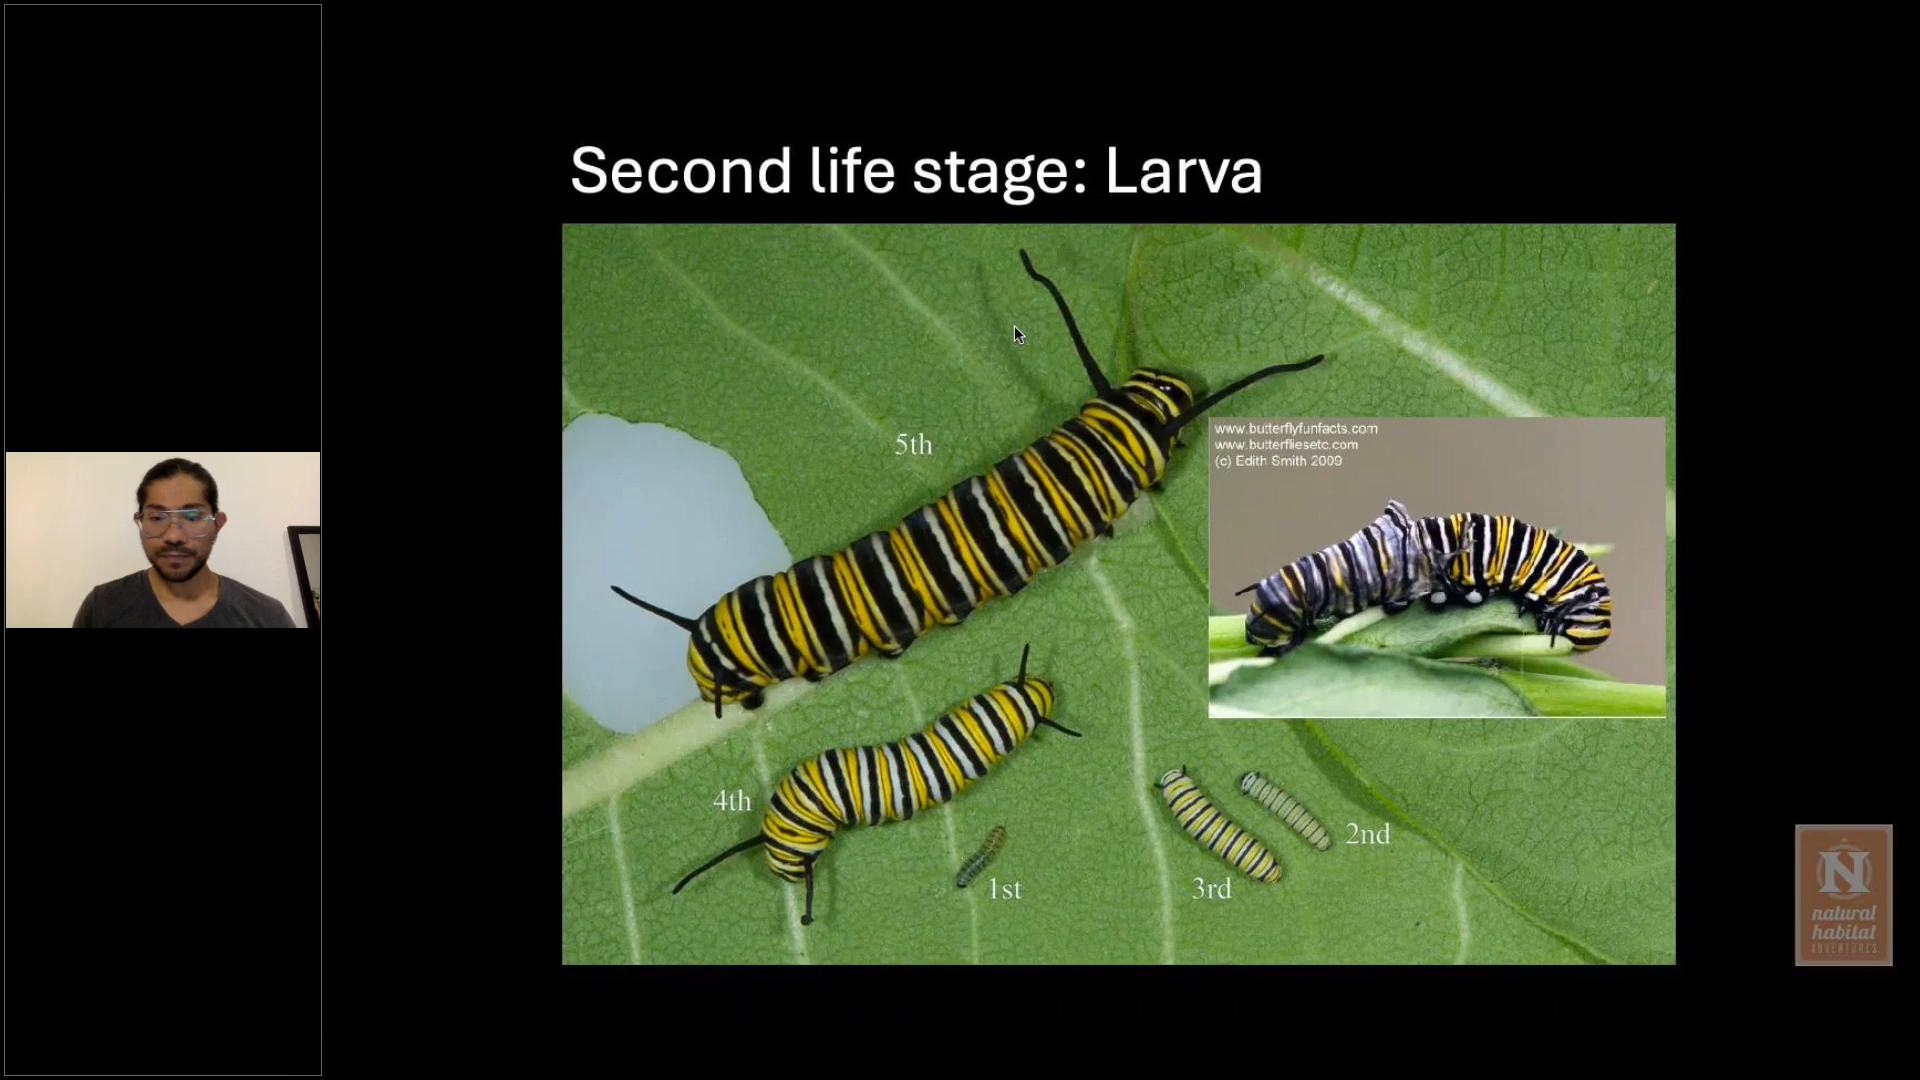 Second life stage: Larva
5th
www.butterflyfunfacts.com
www.butterfliesetc.com
(c) Edith Smith 2009
4th
1st
3rd
2nd
N
natural
habitat
ADVENTURES